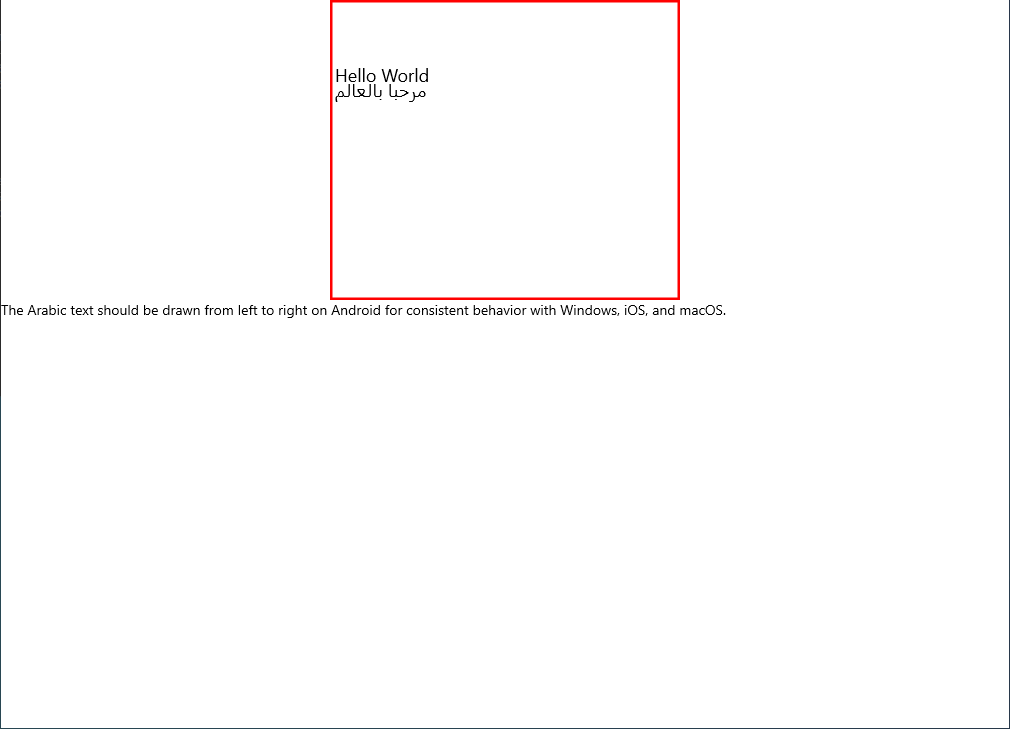 Hello World
مرحبا بالعالم
The Arabic text should be drawn from left to right on Android for consistent behavior with Windows, iOS, and macOS.